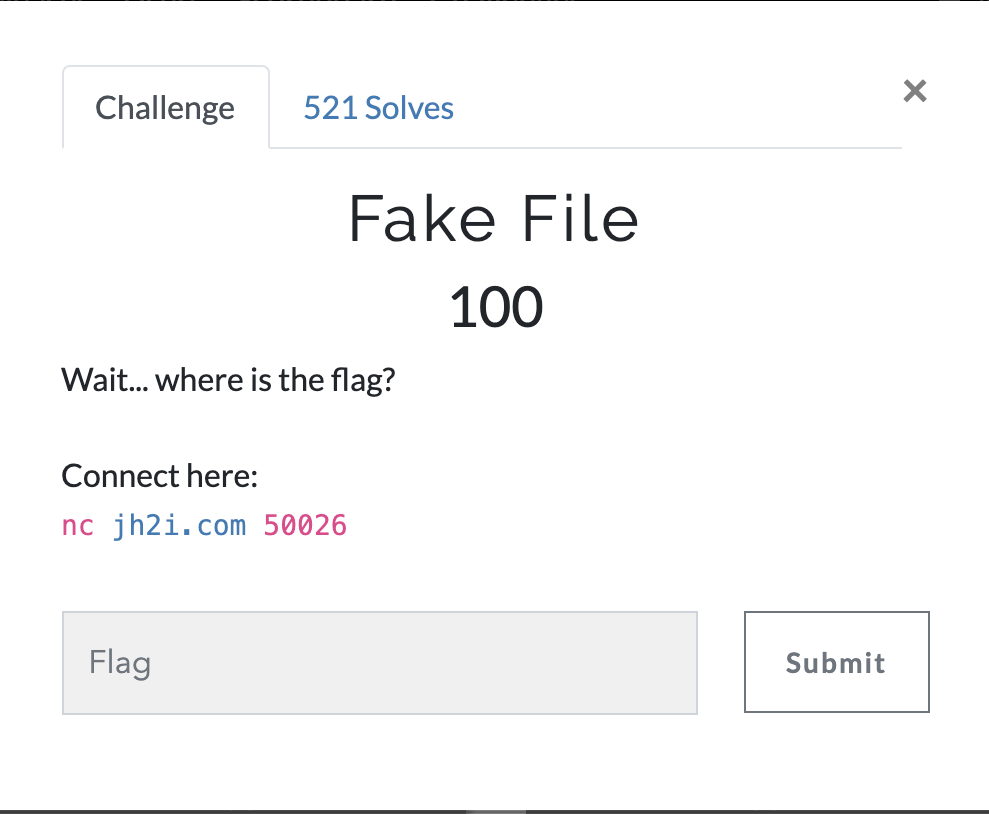 Challenge
521 Solves
×
Fake File
100
Wait... where is the flag?
Connect here:
nc jh2i.com 50026
Flag
Submit